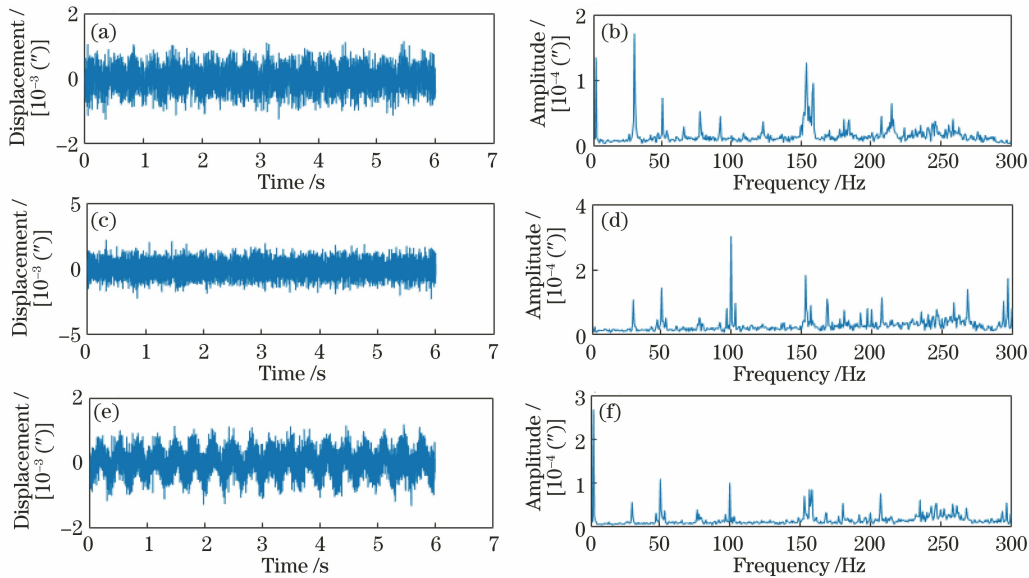 Displacement /
[10⁻³ (″)]
2
0
−2
(a)
0 1 2 3 4 5 6 7
Time /s
Amplitude /
[10⁻⁴ (″)]
2
1
0
(b)
0 50 100 150 200 250 300
Frequency /Hz
Displacement /
[10⁻³ (″)]
5
0
−5
(c)
0 1 2 3 4 5 6 7
Time /s
Amplitude /
[10⁻⁴ (″)]
4
2
0
(d)
0 50 100 150 200 250 300
Frequency /Hz
Displacement /
[10⁻³ (″)]
2
0
−2
(e)
0 1 2 3 4 5 6 7
Time /s
Amplitude /
[10⁻⁴ (″)]
3
2
1
0
(f)
0 50 100 150 200 250 300
Frequency /Hz